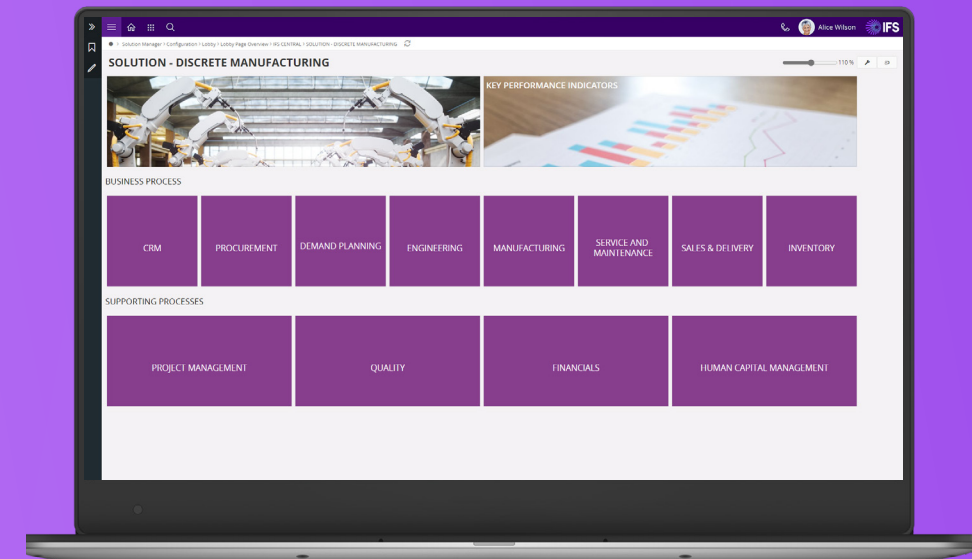 Alice Wilson
IFS
Solution Manager > Configuration > Lobby > Lobby Page Overview > IFS CENTRAL > SOLUTION - DISCRETE MANUFACTURING
SOLUTION - DISCRETE MANUFACTURING
110 %
KEY PERFORMANCE INDICATORS
BUSINESS PROCESS
CRM
PROCUREMENT
DEMAND PLANNING
ENGINEERING
MANUFACTURING
SERVICE AND
MAINTENANCE
SALES & DELIVERY
INVENTORY
SUPPORTING PROCESSES
PROJECT MANAGEMENT
QUALITY
FINANCIALS
HUMAN CAPITAL MANAGEMENT